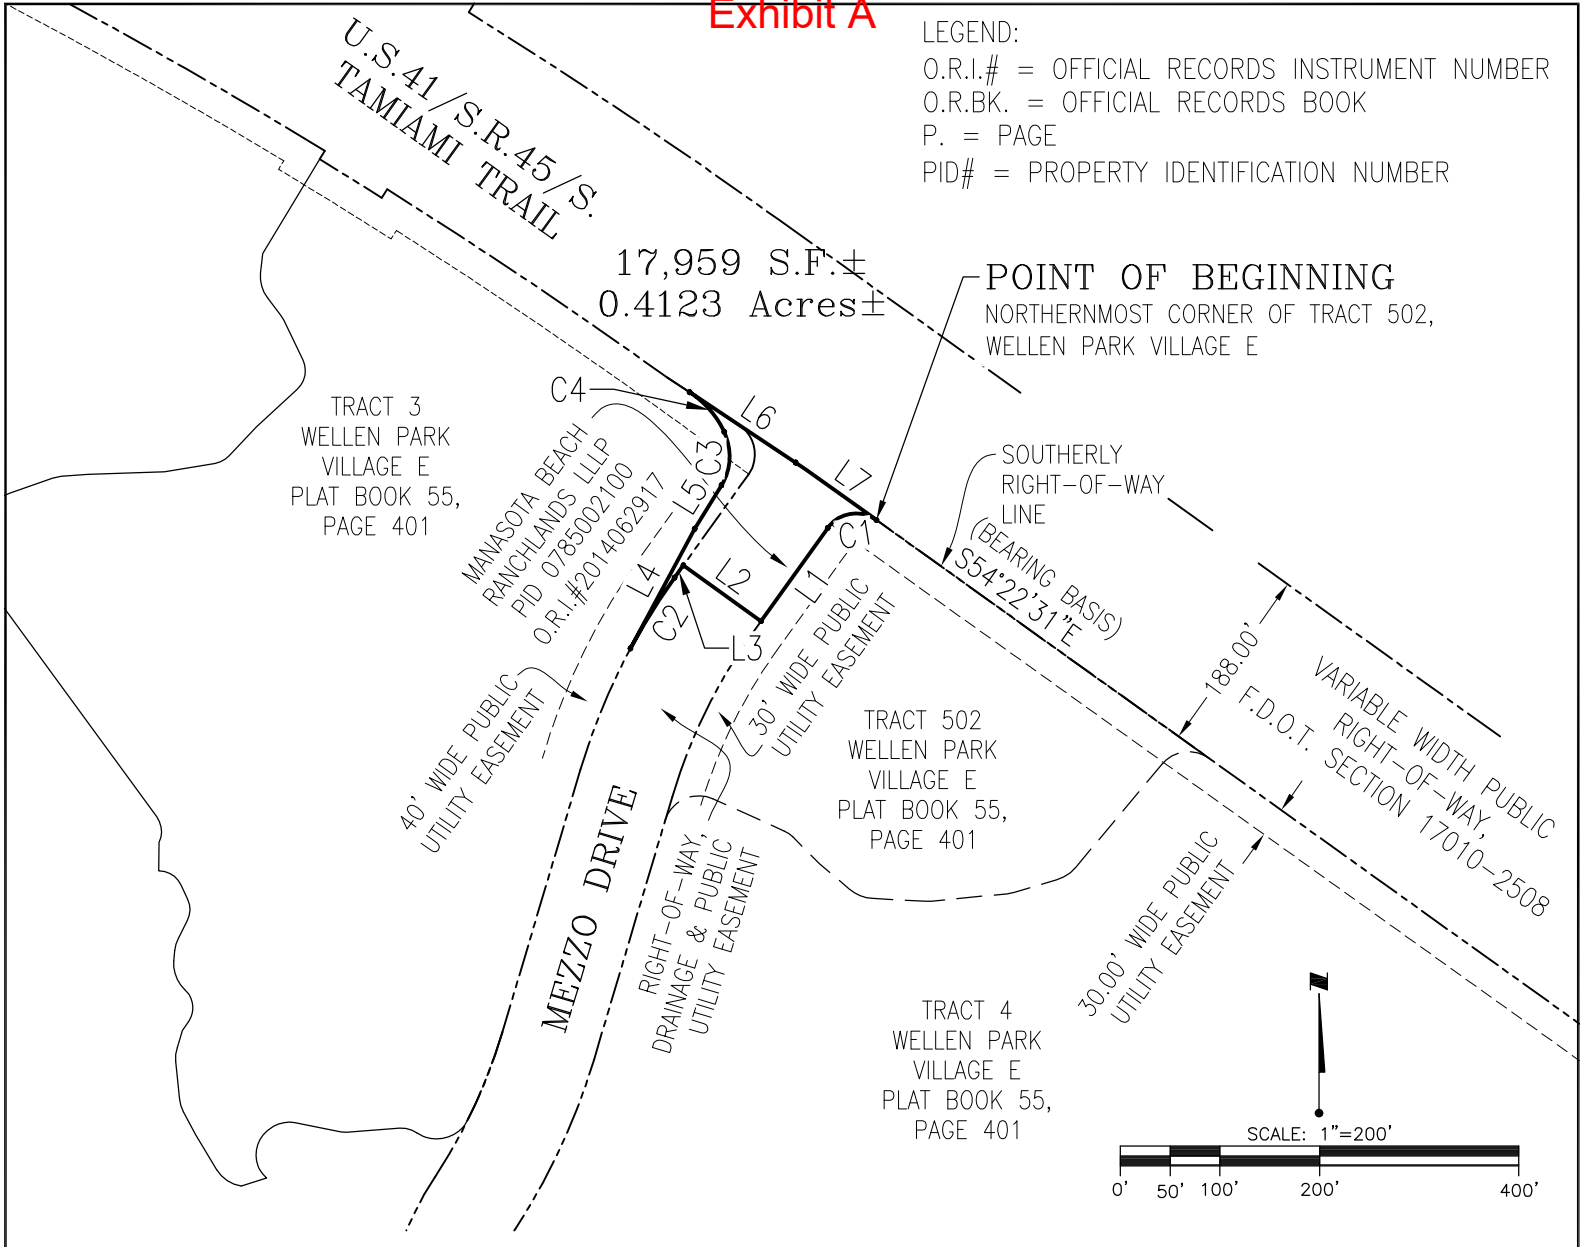 Exhibit A
LEGEND:
O.R.I.# = OFFICIAL RECORDS INSTRUMENT NUMBER
O.R.BK. = OFFICIAL RECORDS BOOK
P. = PAGE
PID# = PROPERTY IDENTIFICATION NUMBER
U.S.41/S.R.45/S.
TAMIAMI TRAIL
17,959 S.F.±
0.4123 Acres±
POINT OF BEGINNING
NORTHERNMOST CORNER OF TRACT 502,
WELLEN PARK VILLAGE E
C4
L6
L7
C3
L5
C1
L1
L2
L4
C2
L3
TRACT 3
WELLEN PARK
VILLAGE E
PLAT BOOK 55,
PAGE 401
MANASOTA BEACH
RANCHLANDS LLLP
PID 0785002100
O.R.I.#2014062917
SOUTHERLY
RIGHT-OF-WAY
LINE
(BEARING BASIS)
S54°22'31"E
188.00'
VARIABLE WIDTH PUBLIC
RIGHT-OF-WAY,
F.D.O.T. SECTION 17010-2508
40' WIDE PUBLIC
UTILITY EASEMENT
30' WIDE PUBLIC
UTILITY EASEMENT
TRACT 502
WELLEN PARK
VILLAGE E
PLAT BOOK 55,
PAGE 401
MEZZO DRIVE
RIGHT-OF-WAY,
DRAINAGE & PUBLIC
UTILITY EASEMENT
30.00' WIDE PUBLIC
UTILITY EASEMENT
TRACT 4
WELLEN PARK
VILLAGE E
PLAT BOOK 55,
PAGE 401
N
SCALE: 1"=200'
0' 50' 100' 200' 400'